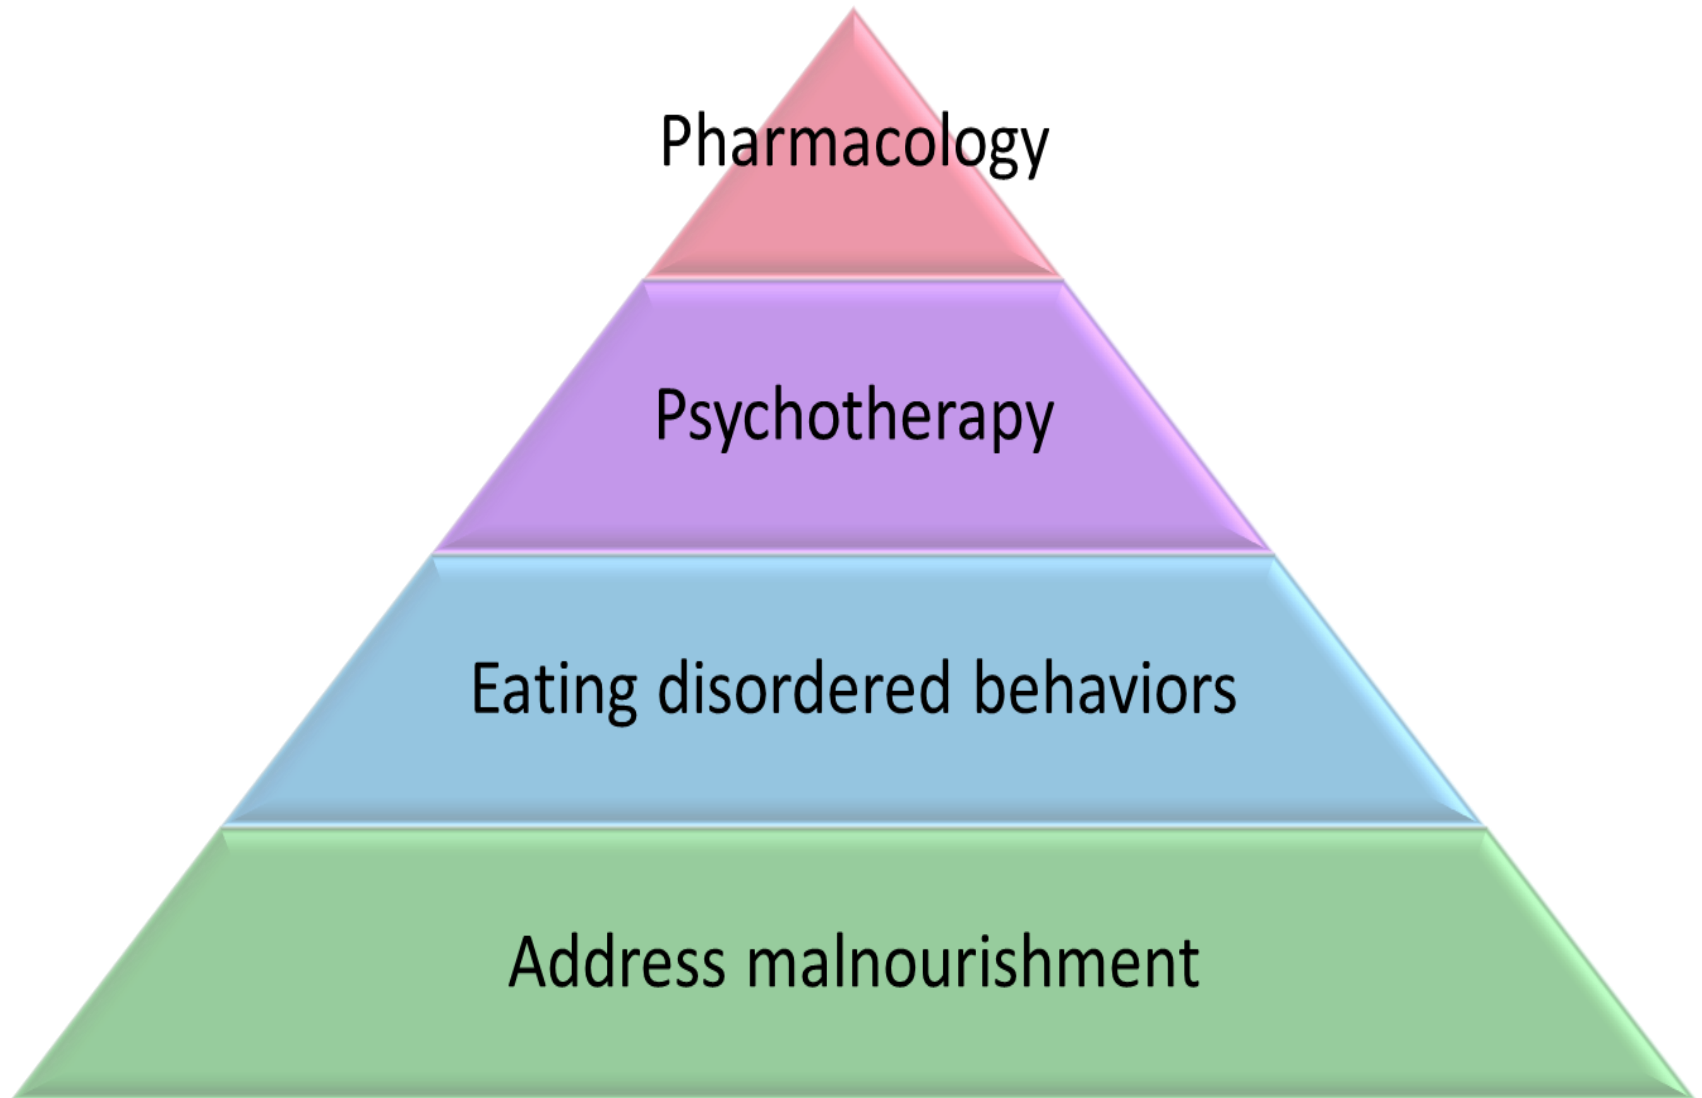 Pharmacology
Psychotherapy
Eating disordered behaviors
Address malnourishment